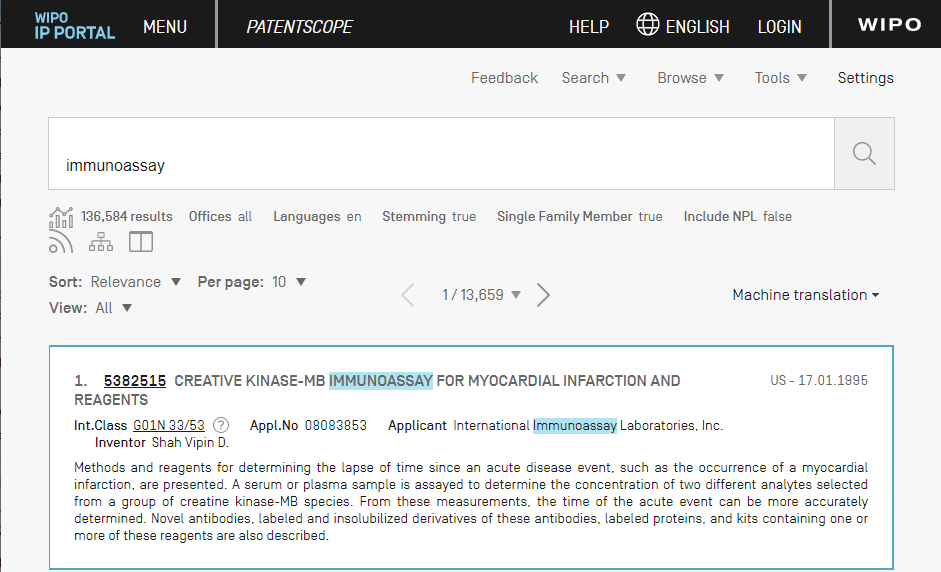 WIPO
IP PORTAL
MENU
PATENTSCOPE
HELP
ENGLISH
LOGIN
WIPO
Feedback Search Browse Tools Settings
immunoassay
136,584 results Offices all Languages en Stemming true Single Family Member true Include NPL false
Sort: Relevance Per page: 10
View: All
1 / 13,659
Machine translation
1. 5382515 CREATIVE KINASE-MB IMMUNOASSAY FOR MYOCARDIAL INFARCTION AND
REAGENTS
US - 17.01.1995
Int.Class G01N 33/53 ? Appl.No 08083853 Applicant International Immunoassay Laboratories, Inc.
Inventor Shah Vipin D.
Methods and reagents for determining the lapse of time since an acute disease event, such as the occurrence of a myocardial
infarction, are presented. A serum or plasma sample is assayed to determine the concentration of two different analytes selected
from a group of creatine kinase-MB species. From these measurements, the time of the acute event can be more accurately
determined. Novel antibodies, labeled and insolubilized derivatives of these antibodies, labeled proteins, and kits containing one or
more of these reagents are also described.